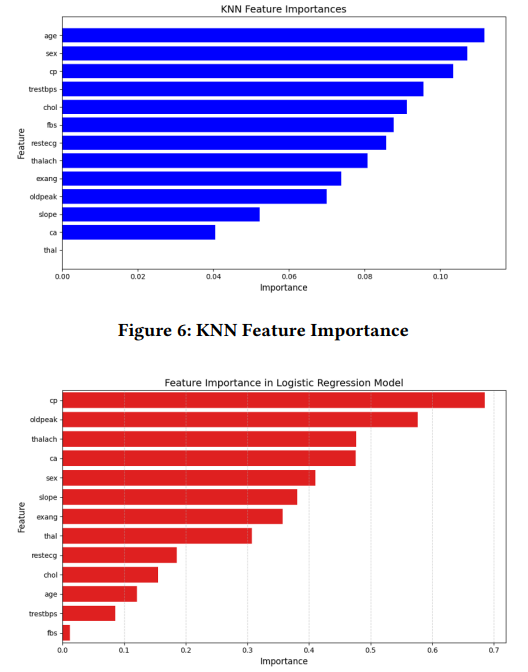 KNN Feature Importances
age
sex
cp
trestbps
chol
fbs
restecg
thalach
exang
oldpeak
slope
ca
thal
Feature
0.00 0.02 0.04 0.06 0.08 0.10
Importance
Figure 6: KNN Feature Importance
Feature Importance in Logistic Regression Model
cp
oldpeak
thalach
ca
sex
slope
exang
thal
restecg
chol
age
trestbps
fbs
Feature
0.0 0.1 0.2 0.3 0.4 0.5 0.6 0.7
Importance